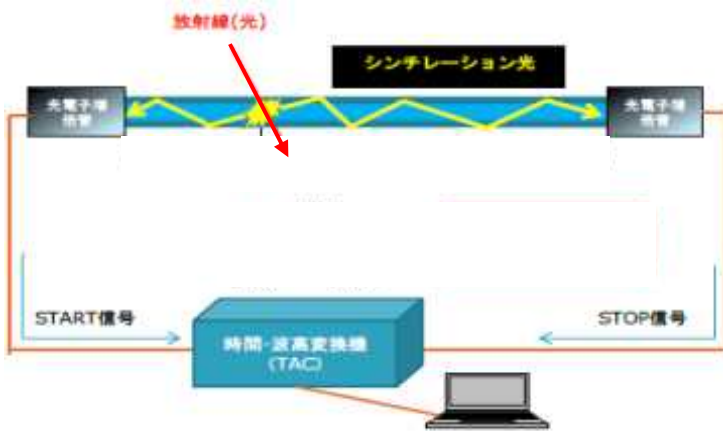 放射線(光)
シンチレーション光
光電子増
倍管
光電子増
倍管
START信号
STOP信号
時間-波高変換機
(TAC)